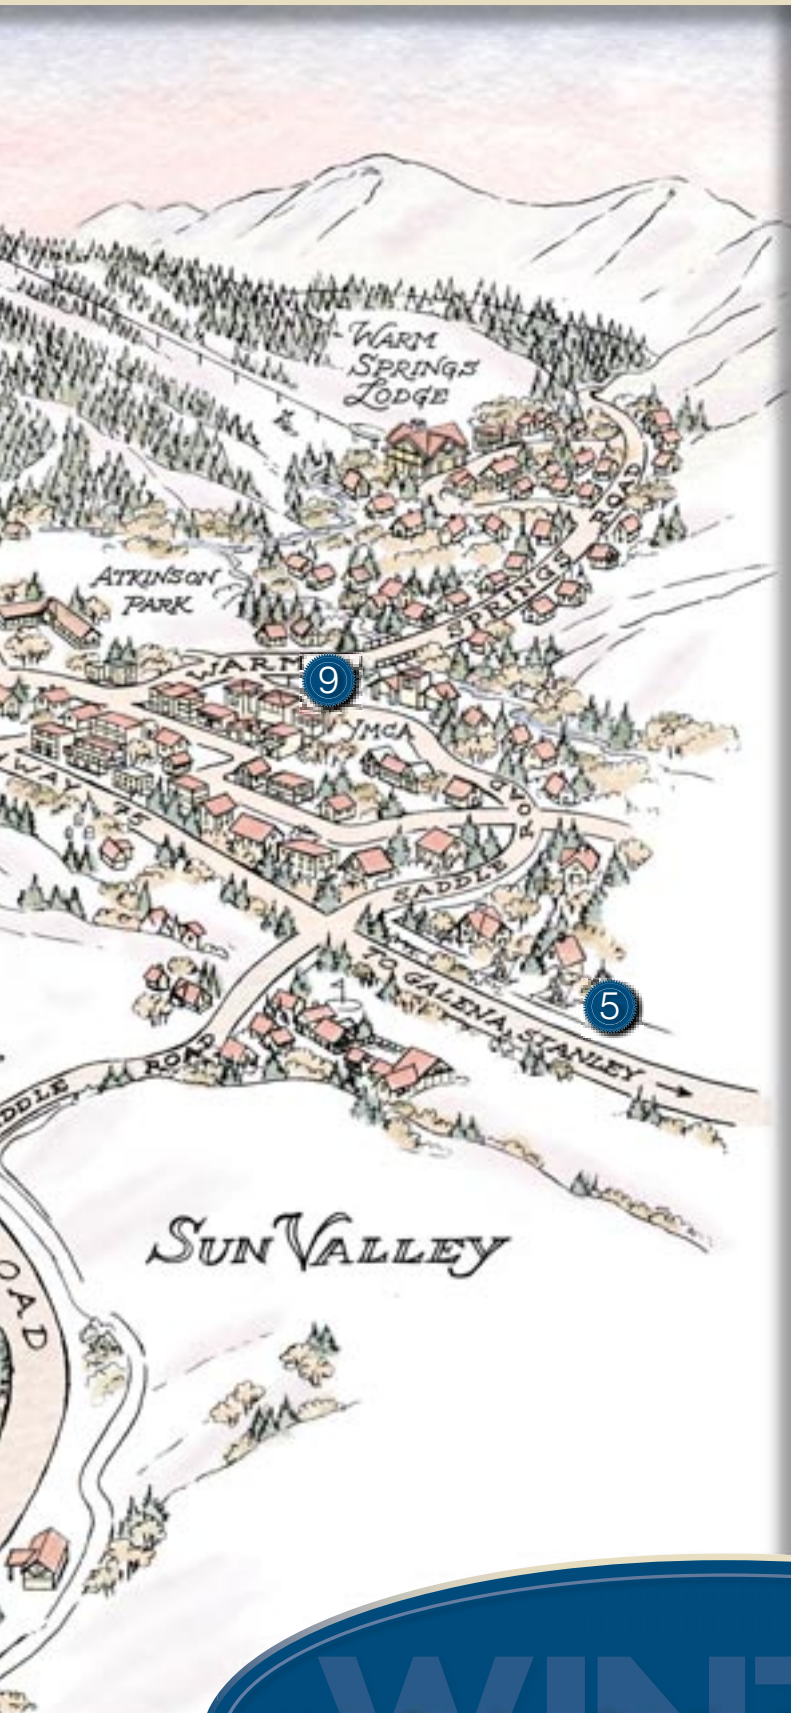 WARM
SPRINGS
LODGE
ATKINSON
PARK
WARM
SPRINGS ROAD
9
YMCA
WAY 75
SADDLE ROAD
5
TO GALENA, STANLEY
DDLE ROAD
OAD
SUN VALLEY
WINT